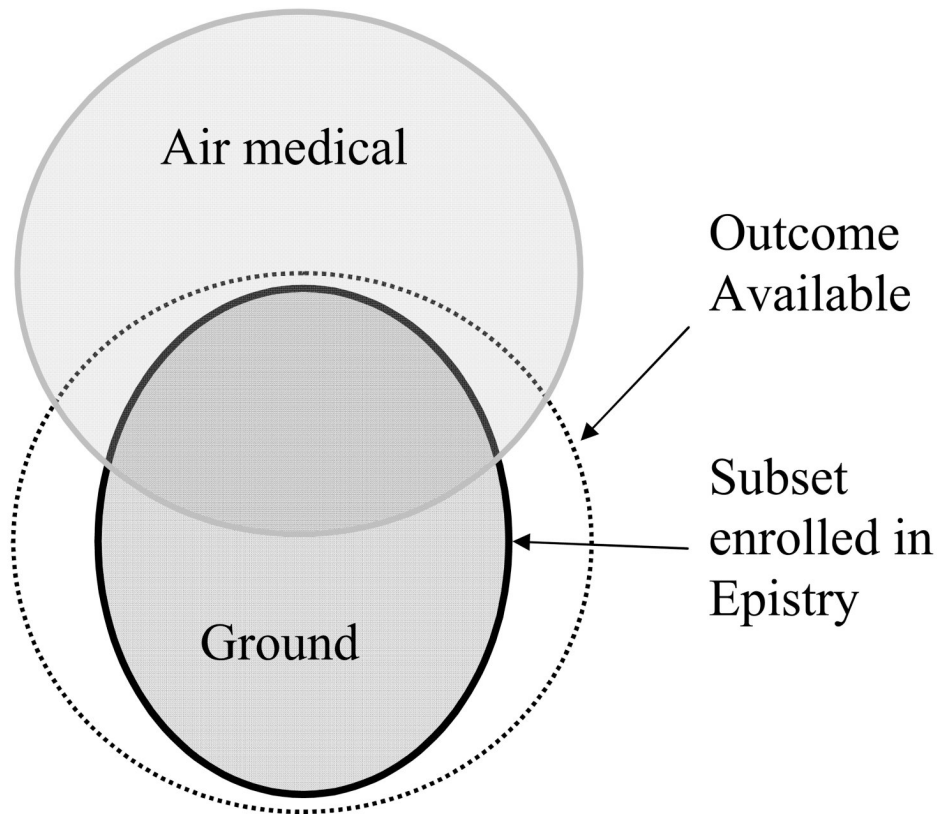 Air medical
Outcome
Available
Subset
enrolled in
Epistry
Ground